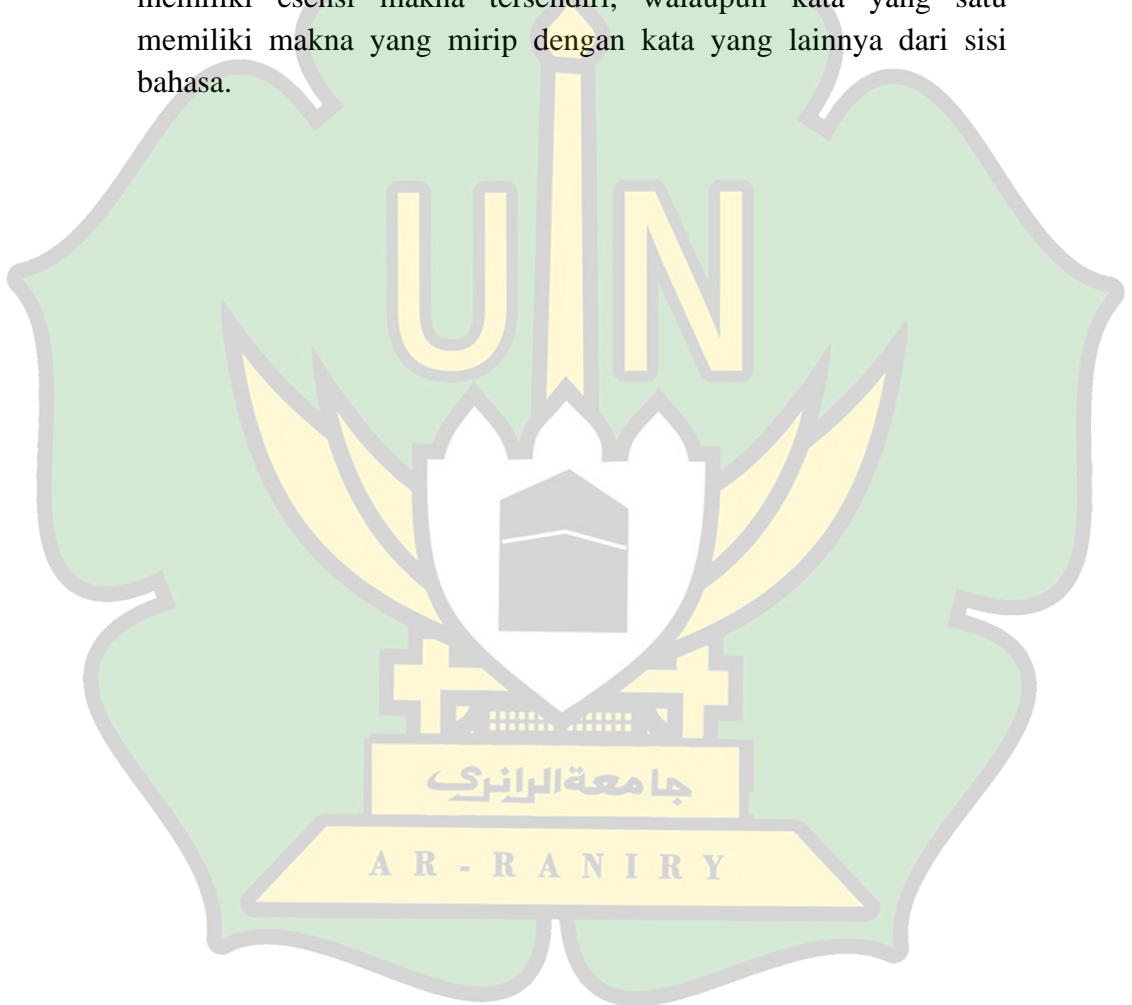 memiliki esensi makna tersendiri, walaupun kata yang satu
memiliki makna yang mirip dengan kata yang lainnya dari sisi
bahasa.
UIN
جامعة الرانري
AR-RANIRY